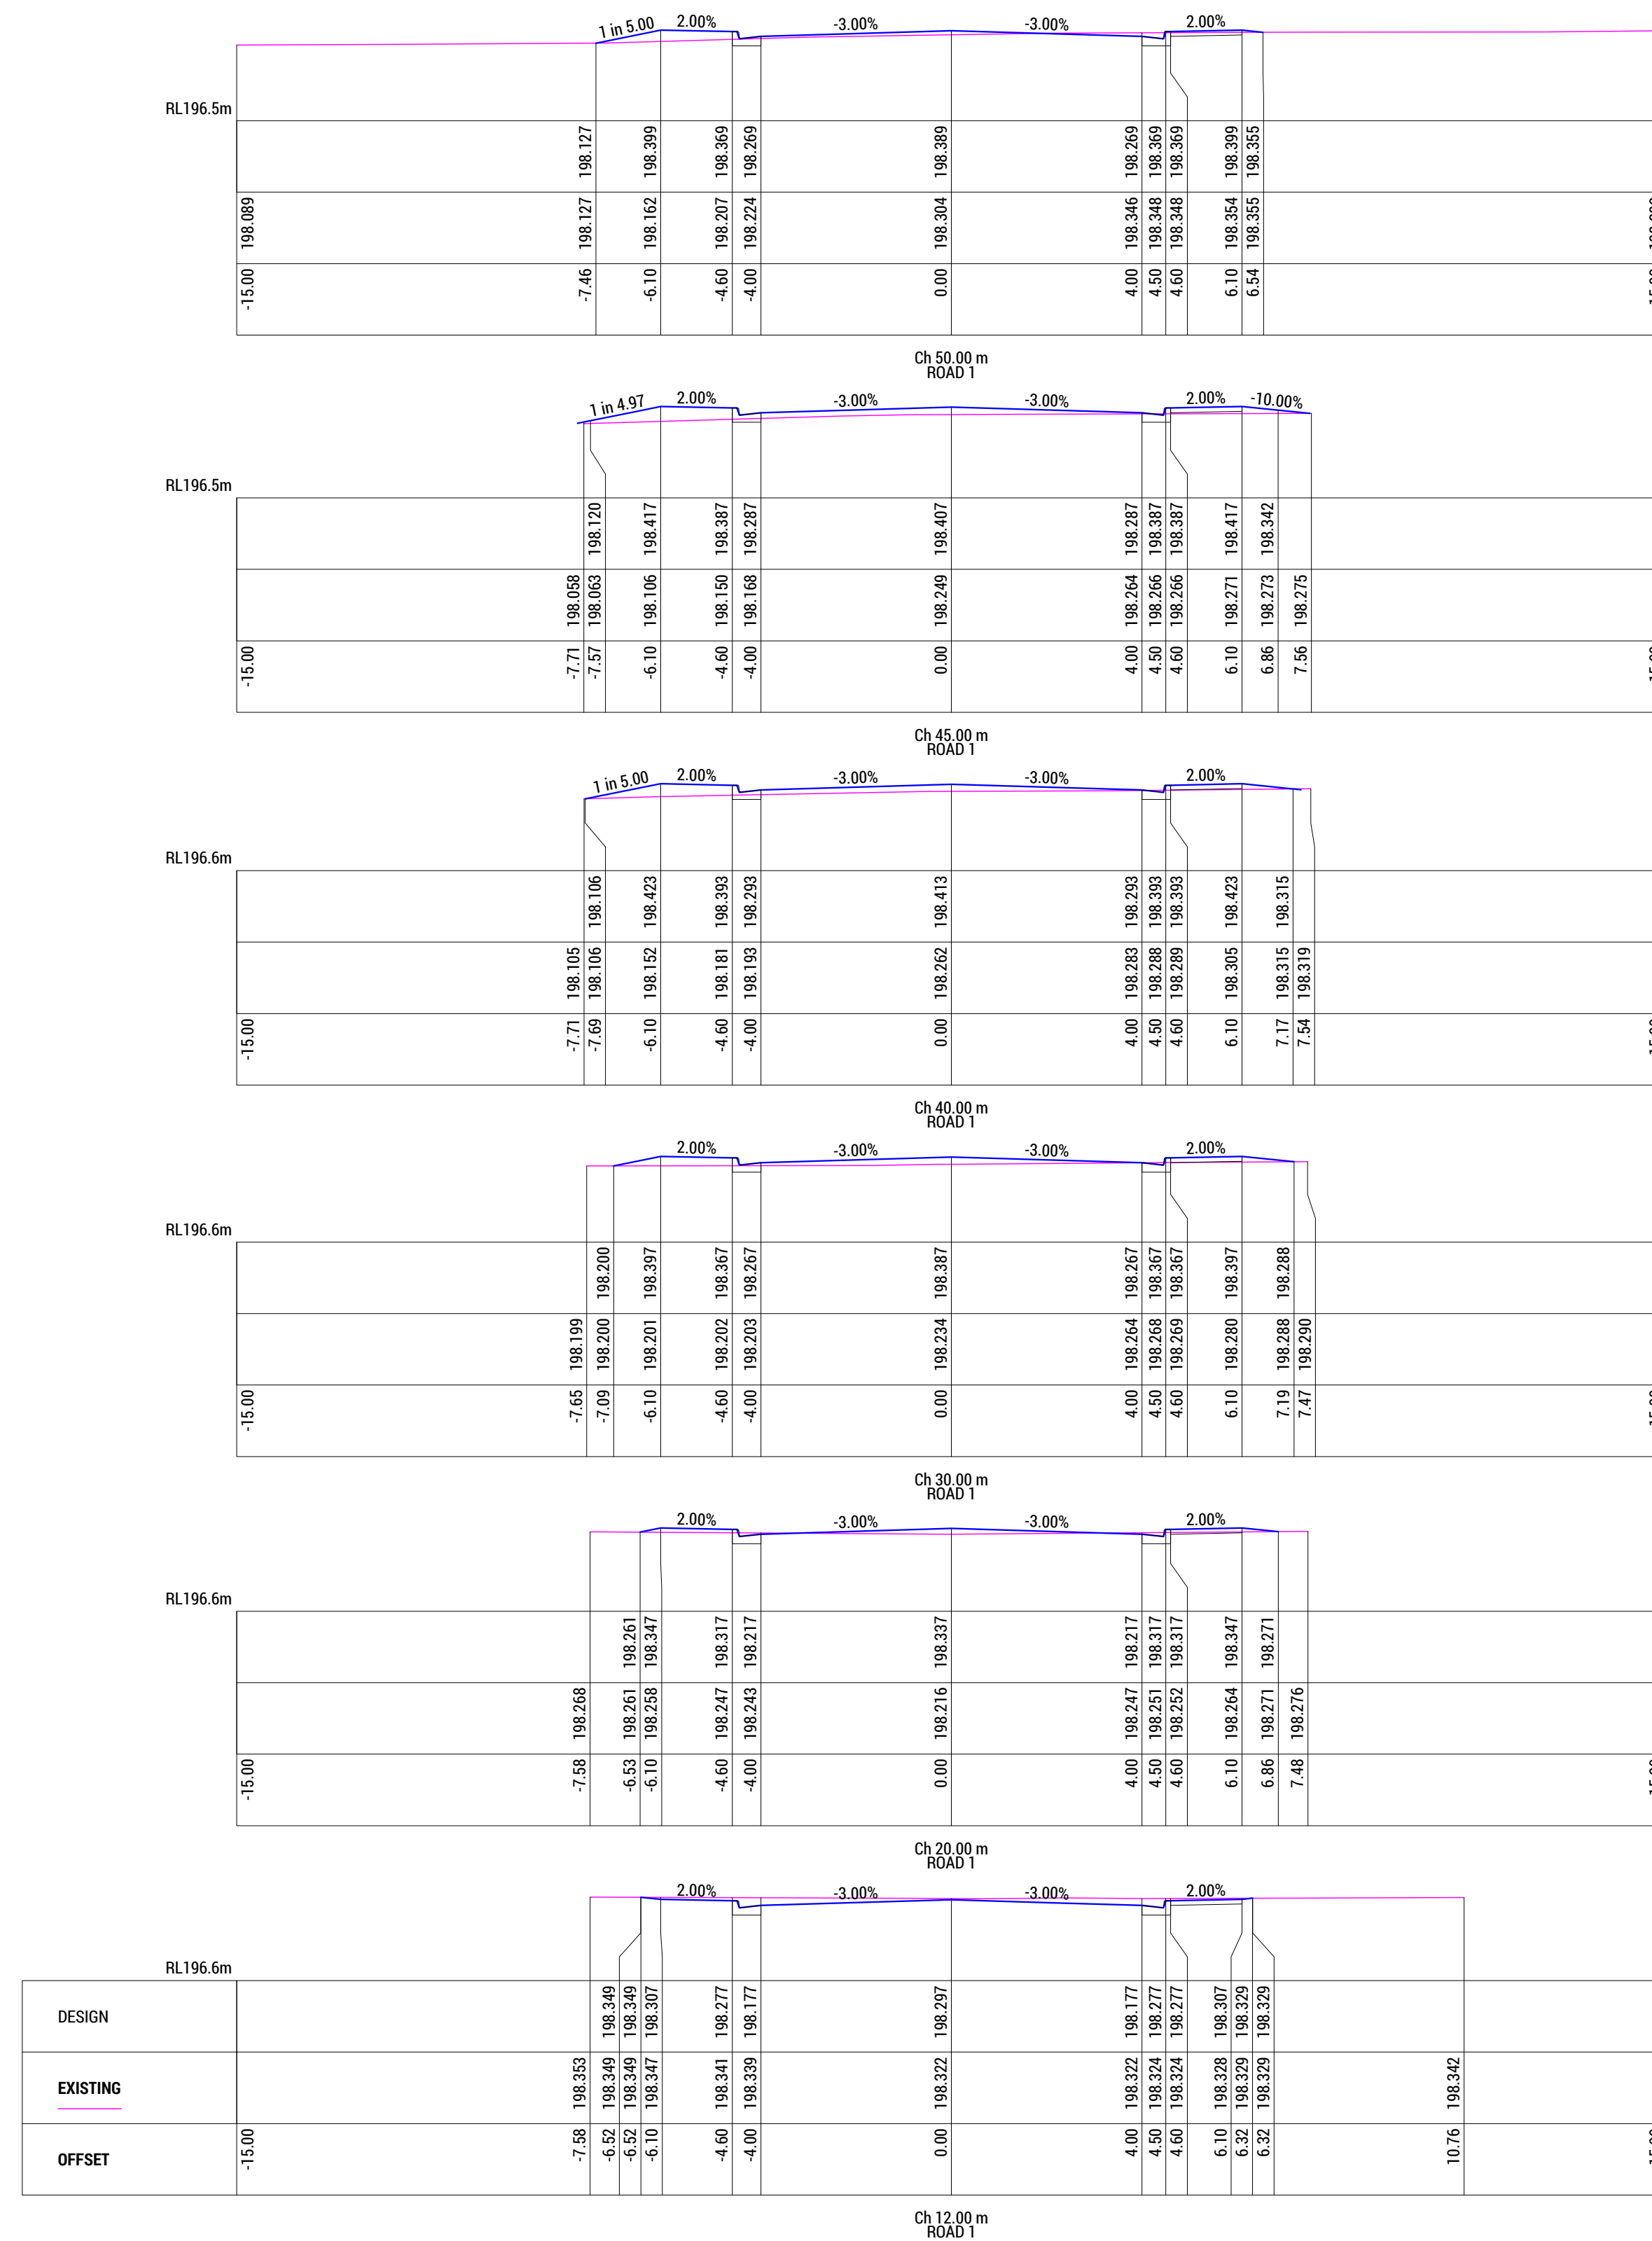 1 in 5.00 2.00% -3.00% -3.00% 2.00%
RL196.5m
198.127 198.399 198.369 198.269 198.389 198.269 198.369 198.369 198.399 198.355
198.089 198.127 198.162 198.207 198.224 198.304 198.346 198.348 198.348 198.354 198.355
-15.00 -7.46 -6.10 -4.60 -4.00 0.00 4.00 4.50 4.60 6.10 6.54
Ch 50.00 m
ROAD 1
1 in 4.97 2.00% -3.00% -3.00% 2.00% -10.00%
RL196.5m
198.120 198.417 198.387 198.287 198.407 198.287 198.387 198.387 198.417 198.342
198.058 198.063 198.106 198.150 198.168 198.249 198.264 198.266 198.266 198.271 198.273 198.275
-15.00 -7.71 -7.57 -6.10 -4.60 -4.00 0.00 4.00 4.50 4.60 6.10 6.86 7.56
Ch 45.00 m
ROAD 1
1 in 5.00 2.00% -3.00% -3.00% 2.00%
RL196.6m
198.106 198.423 198.393 198.293 198.413 198.293 198.393 198.393 198.423 198.315
198.105 198.106 198.152 198.181 198.193 198.262 198.283 198.288 198.289 198.305 198.315 198.319
-15.00 -7.71 -7.69 -6.10 -4.60 -4.00 0.00 4.00 4.50 4.60 6.10 7.17 7.54
Ch 40.00 m
ROAD 1
2.00% -3.00% -3.00% 2.00%
RL196.6m
198.200 198.397 198.367 198.267 198.387 198.267 198.367 198.367 198.397 198.288
198.199 198.200 198.201 198.202 198.203 198.234 198.264 198.268 198.269 198.280 198.288 198.290
-15.00 -7.65 -7.09 -6.10 -4.60 -4.00 0.00 4.00 4.50 4.60 6.10 7.19 7.47
Ch 30.00 m
ROAD 1
2.00% -3.00% -3.00% 2.00%
RL196.6m
198.261 198.347 198.317 198.217 198.337 198.217 198.317 198.317 198.347 198.271
198.268 198.261 198.258 198.247 198.243 198.216 198.247 198.251 198.252 198.264 198.271 198.276
-15.00 -7.58 -6.53 -6.10 -4.60 -4.00 0.00 4.00 4.50 4.60 6.10 6.86 7.48
Ch 20.00 m
ROAD 1
2.00% -3.00% -3.00% 2.00%
RL196.6m
DESIGN 198.349 198.349 198.307 198.277 198.177 198.297 198.177 198.277 198.277 198.307 198.329 198.329
EXISTING 198.353 198.349 198.349 198.347 198.341 198.339 198.322 198.322 198.324 198.324 198.328 198.329 198.329 198.342
OFFSET -15.00 -7.58 -6.52 -6.52 -6.10 -4.60 -4.00 0.00 4.00 4.50 4.60 6.10 6.32 6.32 10.76
Ch 12.00 m
ROAD 1